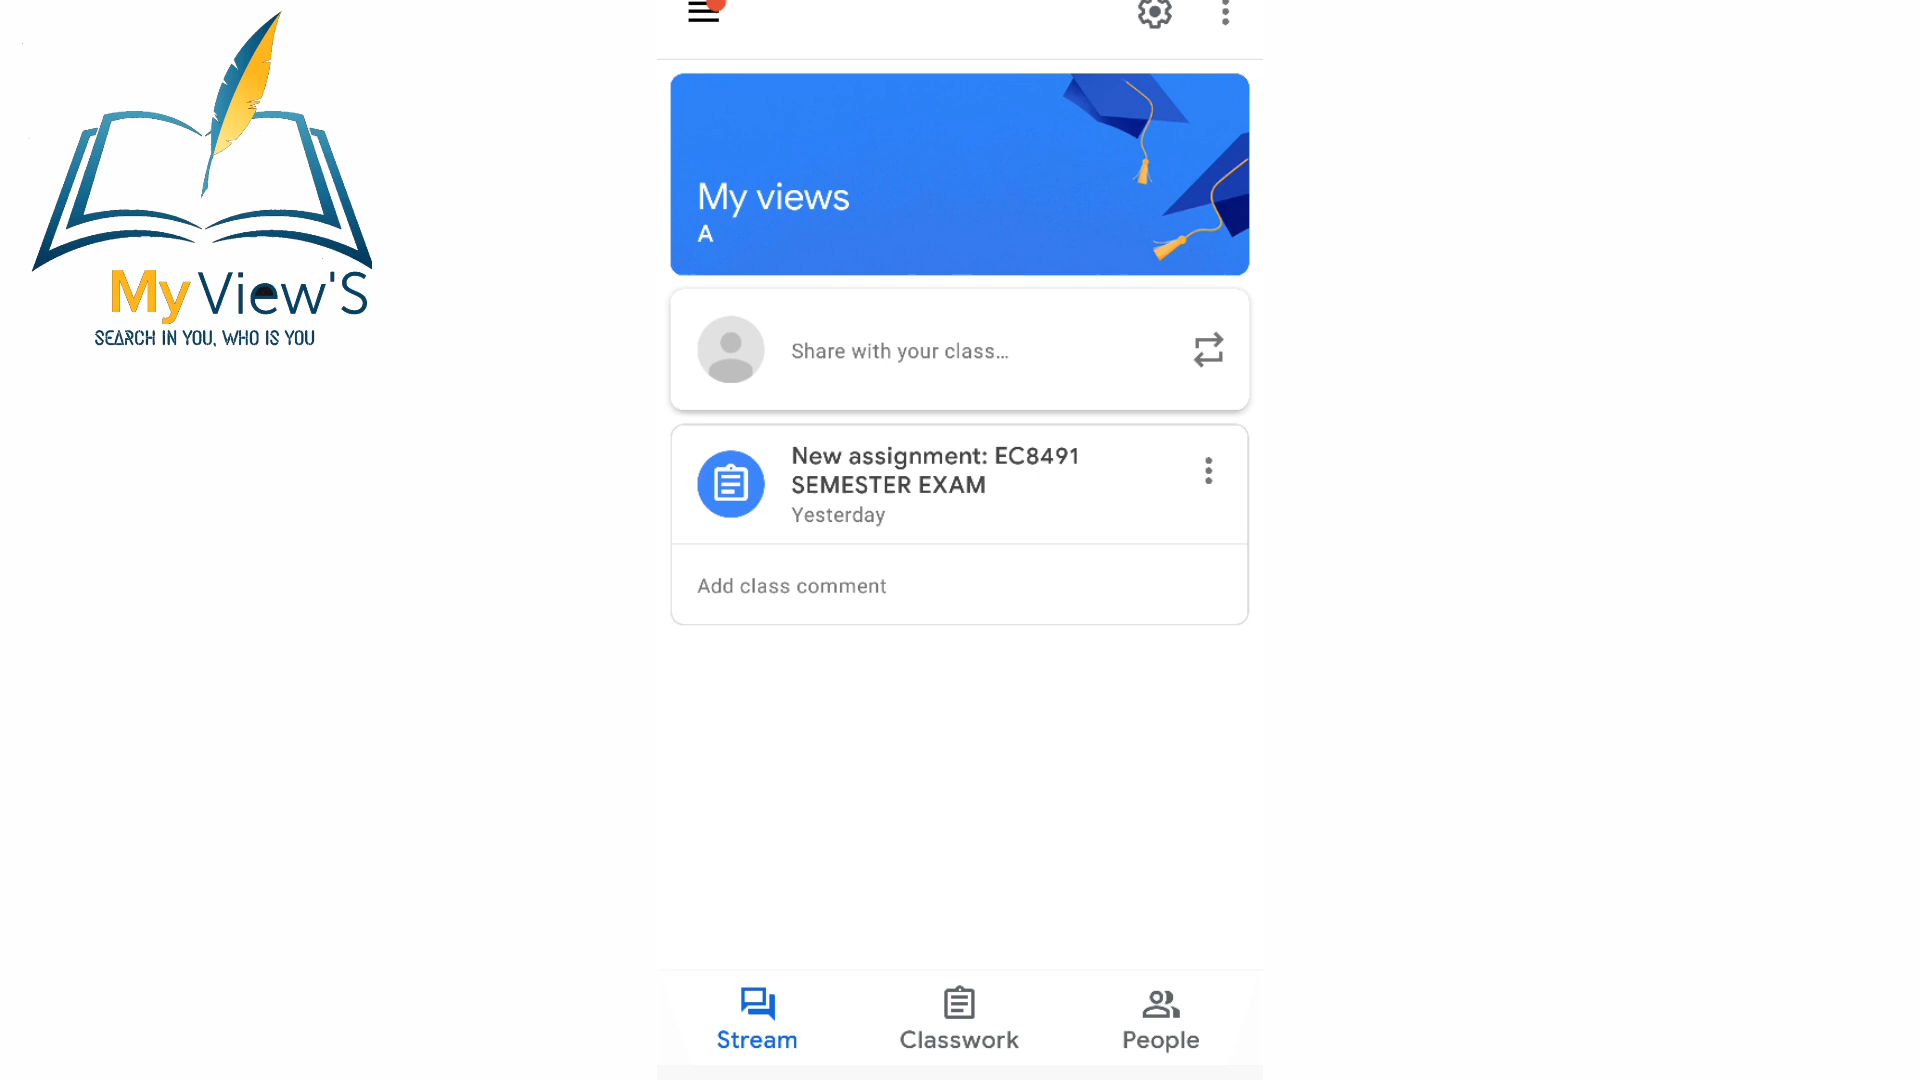 My View'S
SEARCH IN YOU, WHO IS YOU
My views
A
Share with your class...
New assignment: EC8491
SEMESTER EXAM
Yesterday
Add class comment
Stream
Classwork
People